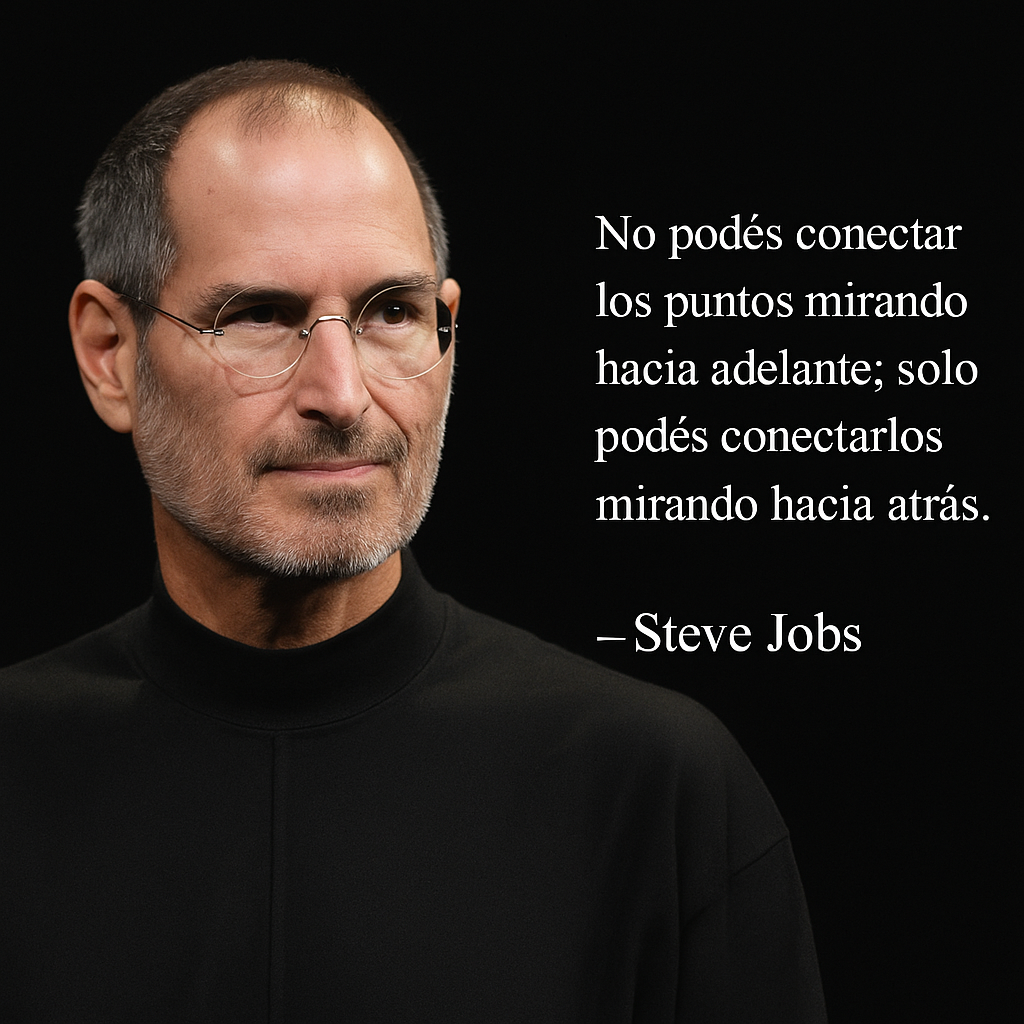 No podés conectar
los puntos mirando
hacia adelante; solo
podés conectarlos
mirando hacia atrás.
– Steve Jobs